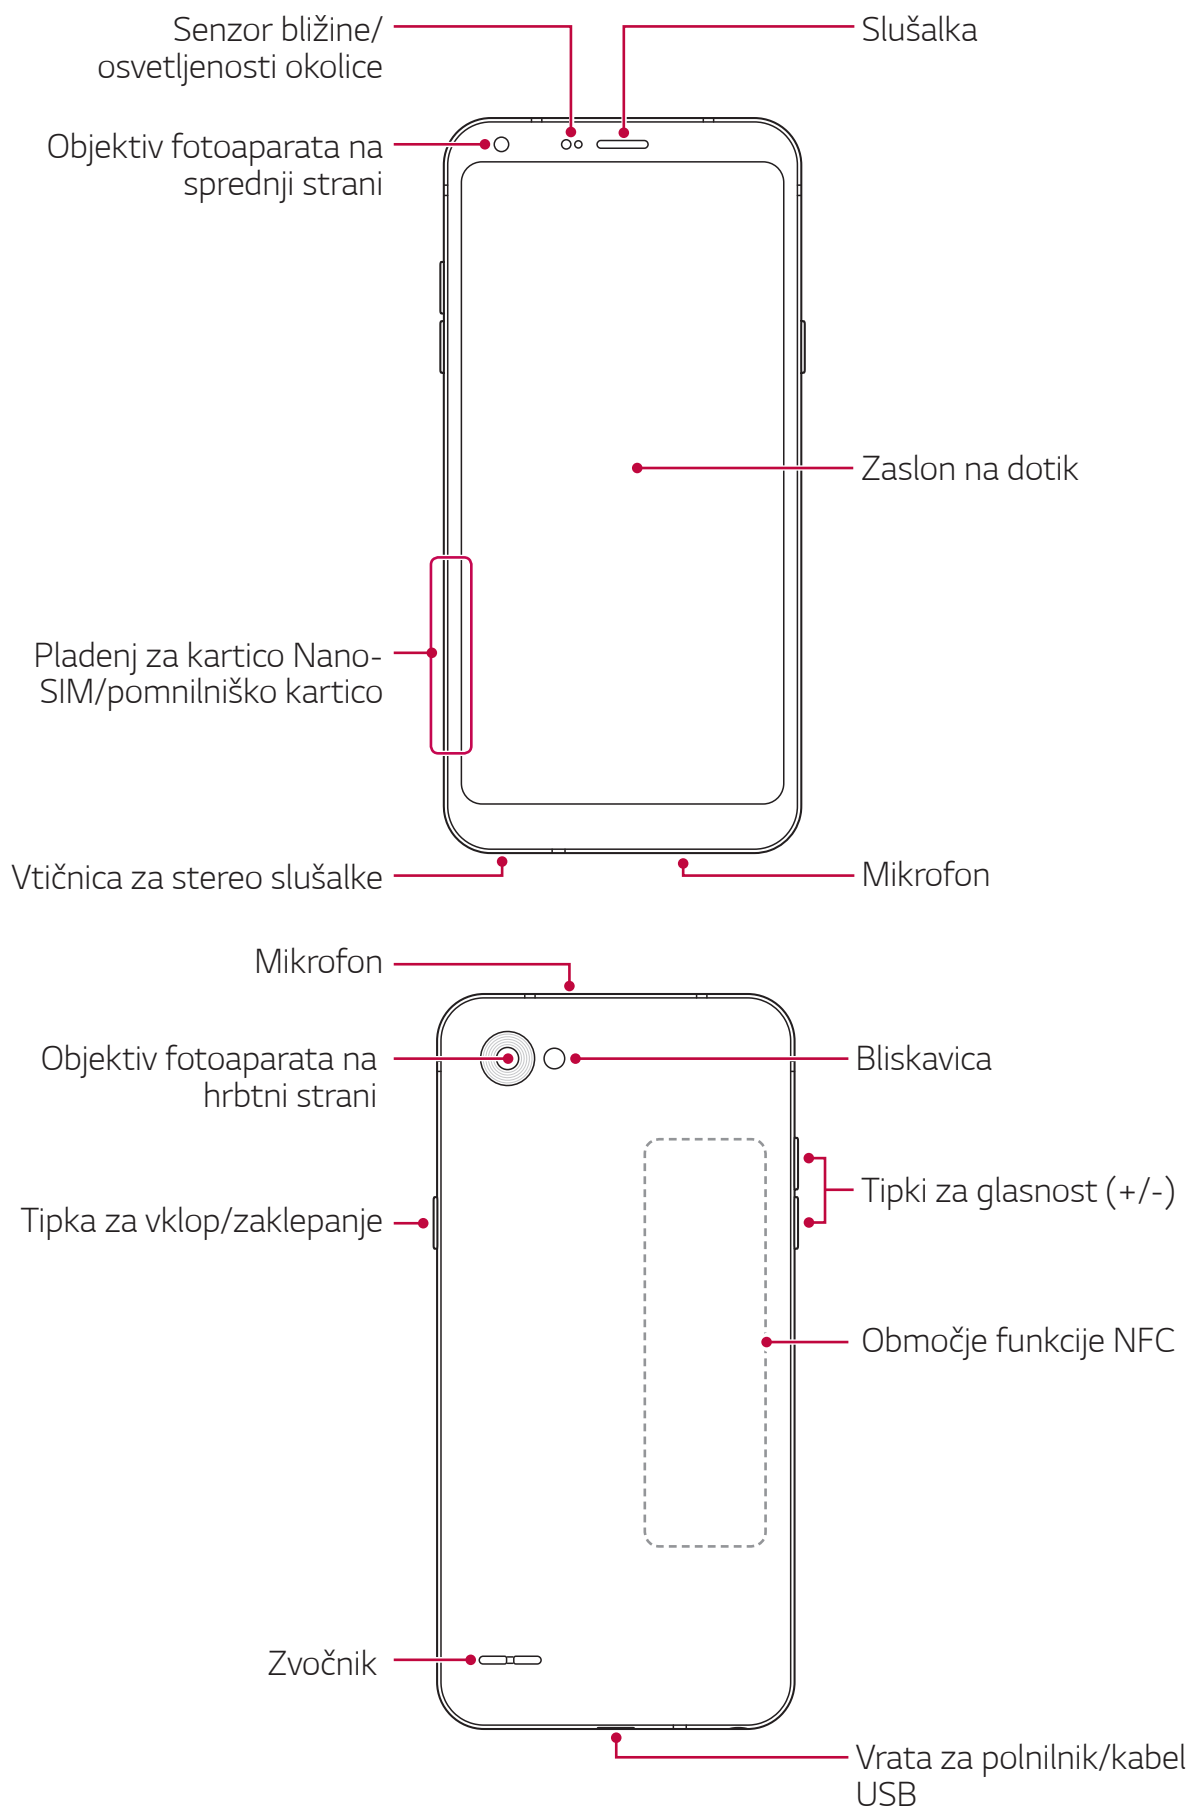 Senzor bližine/
osvetljenosti okolice
Slušalka
Objektiv fotoaparata na
sprednji strani
Zaslon na dotik
Pladenj za kartico Nano-
SIM/pomnilniško kartico
Vtičnica za stereo slušalke
Mikrofon
Mikrofon
Objektiv fotoaparata na
hrbtni strani
Bliskavica
Tipki za glasnost (+/-)
Tipka za vklop/zaklepanje
Območje funkcije NFC
Zvočnik
Vrata za polnilnik/kabel
USB